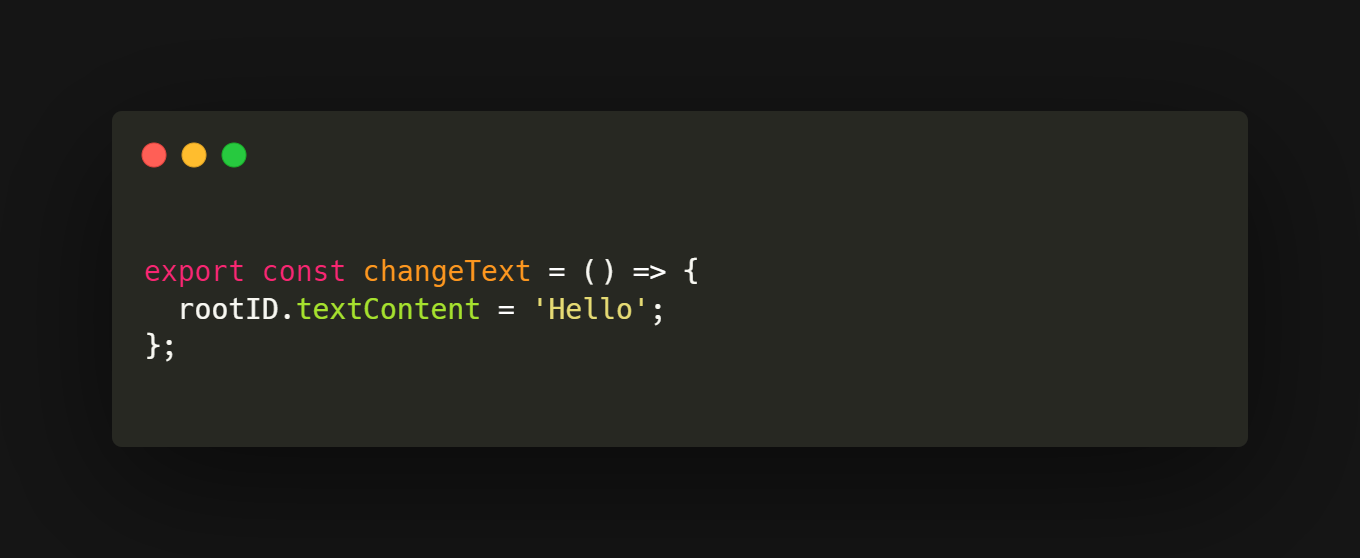 export const changeText = () => {
  rootID.textContent = 'Hello';
};